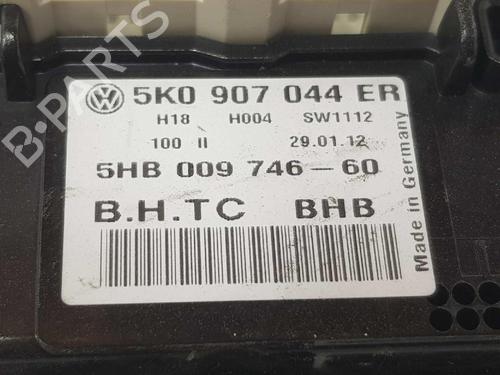 5K0 907 044 ER
H18 H004 SW1112
100 II 29.01.12
5HB 009 746-60
B.H.TC BHB
Made in Germany
B-PARTS